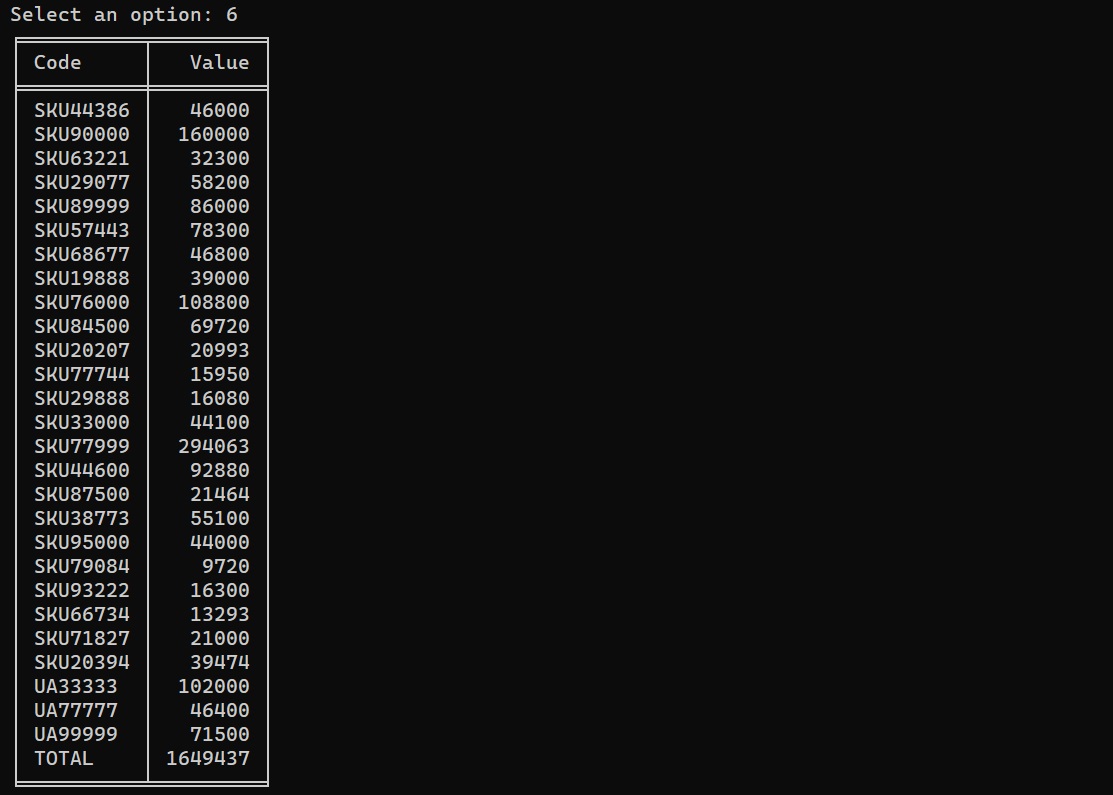 Select an option: 6
Code Value
SKU44386 46000
SKU90000 160000
SKU63221 32300
SKU29077 58200
SKU89999 86000
SKU57443 78300
SKU68677 46800
SKU19888 39000
SKU76000 108800
SKU84500 69720
SKU20207 20993
SKU77744 15950
SKU29888 16080
SKU33000 44100
SKU77999 294063
SKU44600 92880
SKU87500 21464
SKU38773 55100
SKU95000 44000
SKU79084 9720
SKU93222 16300
SKU66734 13293
SKU71827 21000
SKU20394 39474
UA33333 102000
UA77777 46400
UA99999 71500
TOTAL 1649437